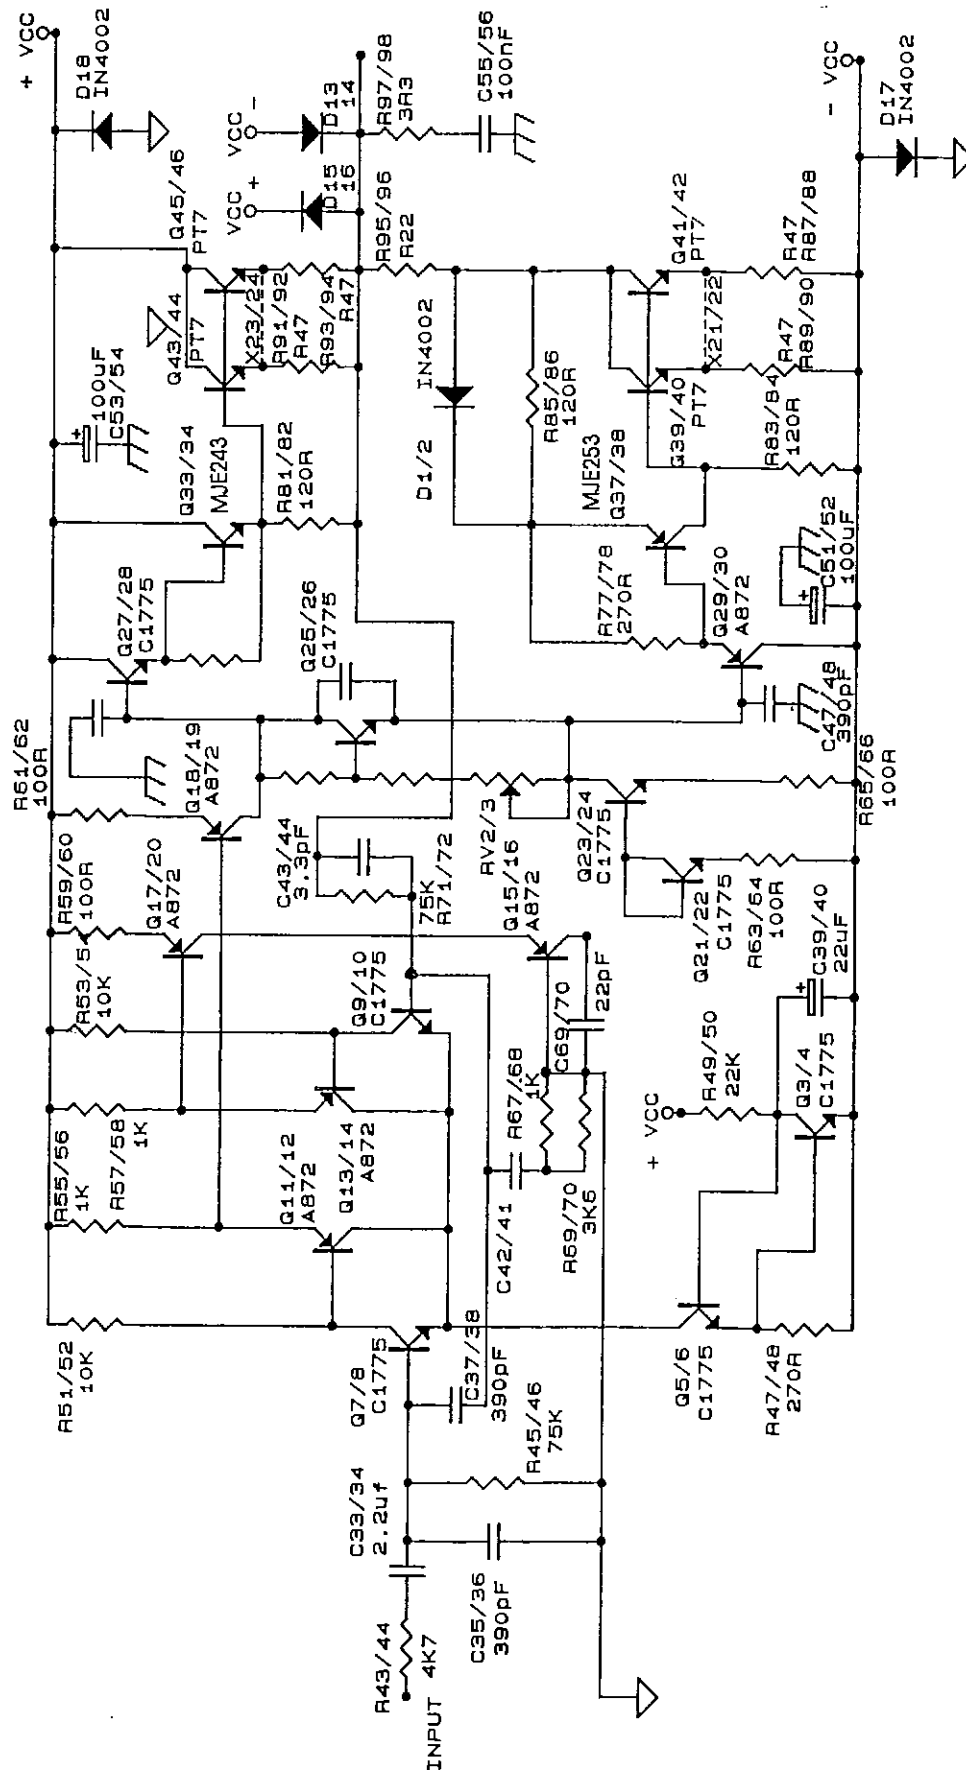 + VCC
D18
IN4002
Q45/46
PT7
Q43/44
PT7
X23/24
R91/92
R47
R93/94
R47
100uF
C53/54
Q33/34
MJE243
R81/82
120R
Q27/28
C1775
Q25/26
C1775
R61/62
100R
Q18/19
A872
R59/60
100R
Q17/20
A872
R53/54
10K
R55/56
1K
R57/58
1K
R51/52
10K
VCC -
D13
14
VCC +
D15
16
R97/98
3R3
C55/56
100nF
R95/96
R22
IN4002
D1/2
R85/86
120R
Q41/42
PT7
X21/22
R47
R87/88
R47
R89/90
Q39/40
PT7
R83/84
120R
MJE253
Q37/38
R77/78
270R
Q29/30
A872
C51/52
100uF
C47/48
390pF
- VCC
D17
IN4002
R65/66
100R
C43/44
3.3pF
75K
R71/72
RV2/3
Q15/16
A872
Q23/24
C1775
Q21/22
C1775
R63/64
100R
Q9/10
C1775
22pF
C69/70
R67/68
1K
R69/70
3K6
C42/41
Q11/12
A872
Q13/14
A872
C39/40
22uF
R49/50
22K
+ VCC
Q3/4
C1775
Q5/6
C1775
R47/48
270R
Q7/8
C1775
C37/38
390pF
R45/46
75K
C33/34
2.2uf
C35/36
390pF
R43/44
4K7
INPUT